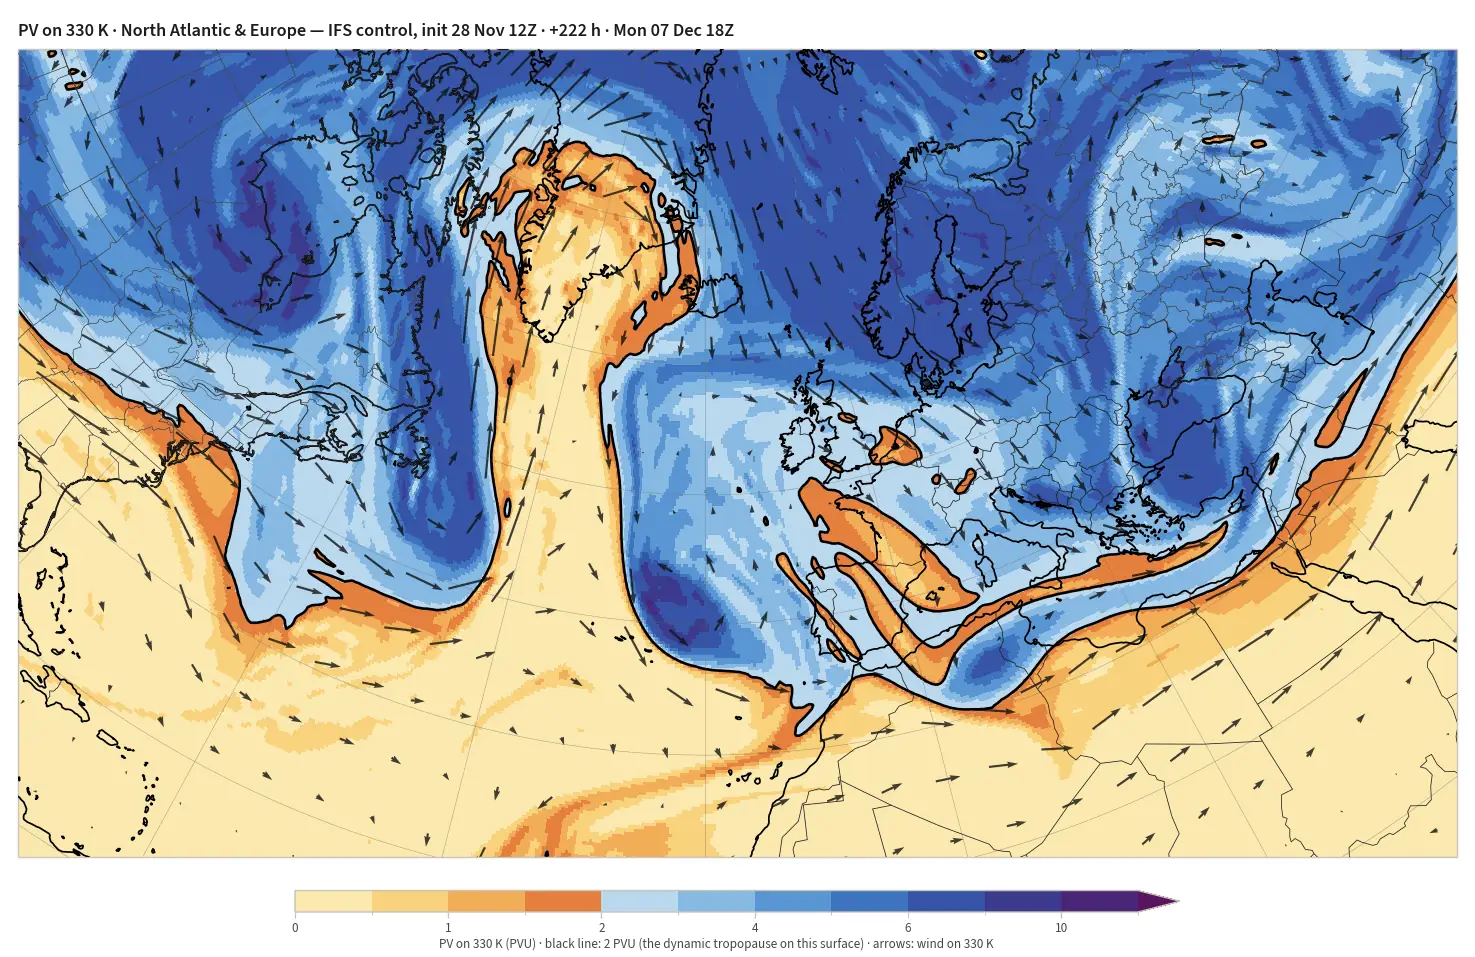 PV on 330 K · North Atlantic & Europe — IFS control, init 28 Nov 12Z · +222 h · Mon 07 Dec 18Z
0 1 2 4 6 10
PV on 330 K (PVU) · black line: 2 PVU (the dynamic tropopause on this surface) · arrows: wind on 330 K